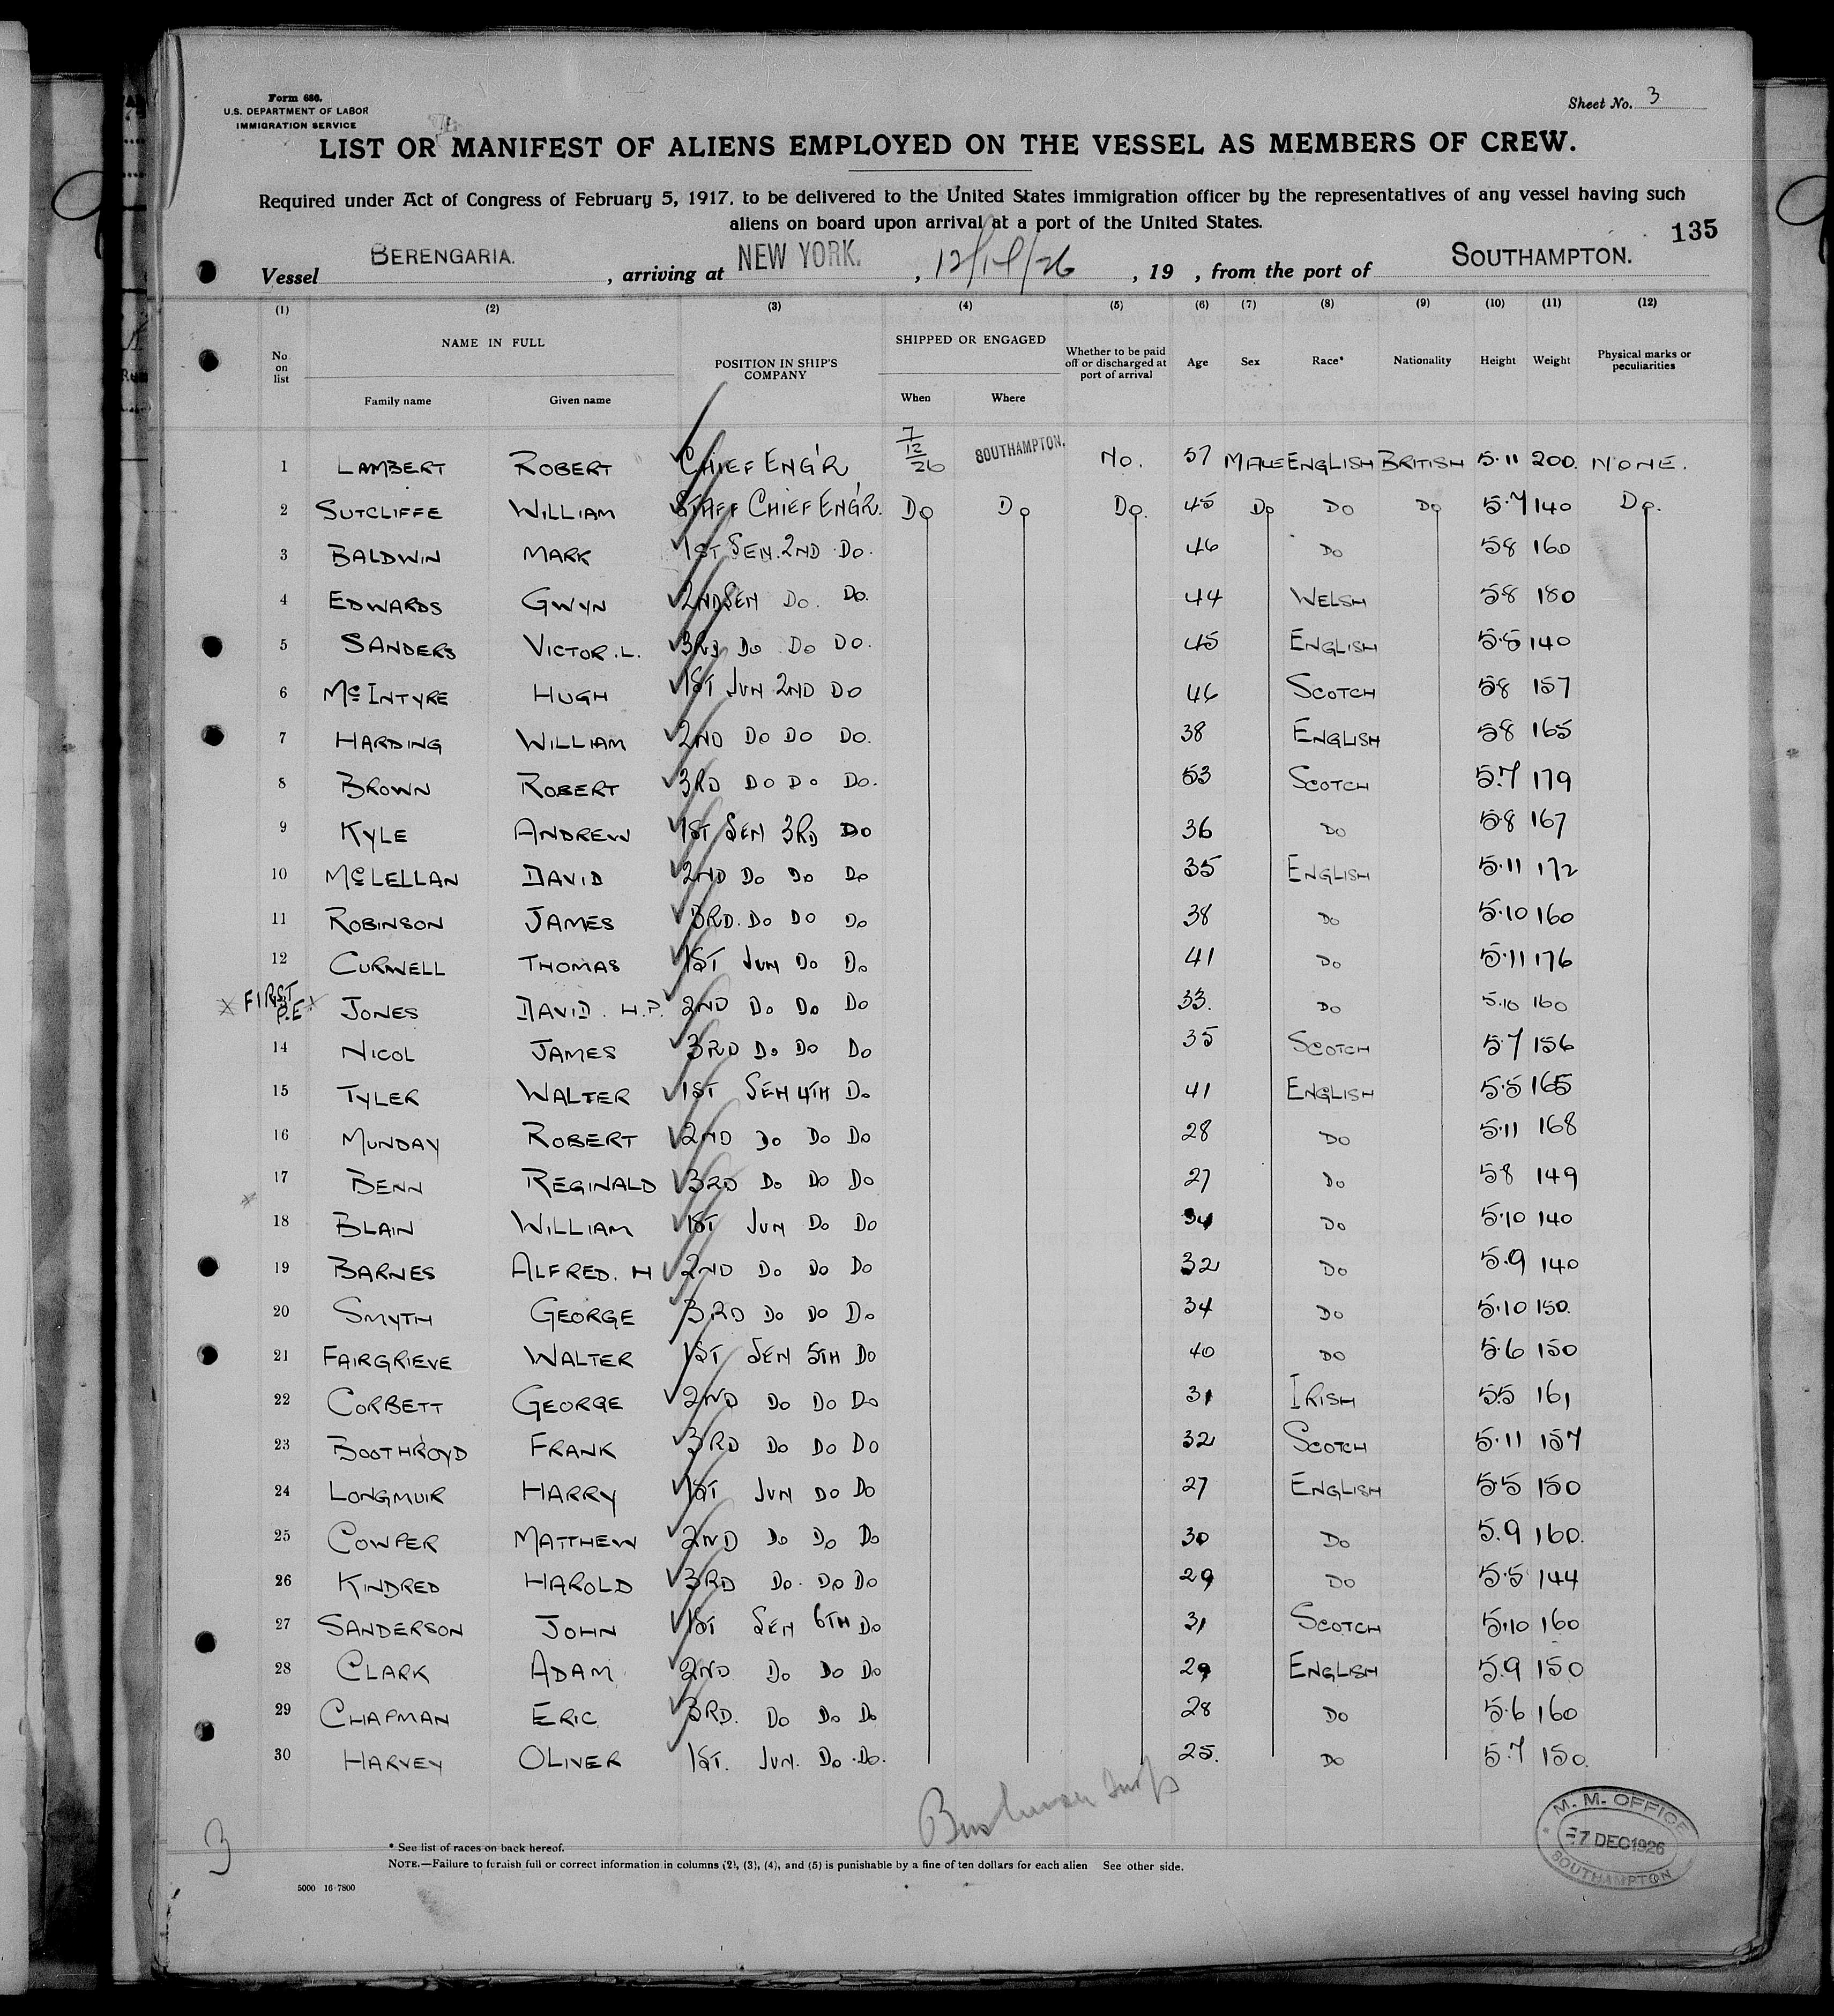 Form 680.
U.S. DEPARTMENT OF LABOR
IMMIGRATION SERVICE
Sheet No. 3
LIST OR MANIFEST OF ALIENS EMPLOYED ON THE VESSEL AS MEMBERS OF CREW.
Required under Act of Congress of February 5, 1917, to be delivered to the United States immigration officer by the representatives of any vessel having such
aliens on board upon arrival at a port of the United States.
135
Vessel BERENGARIA. , arriving at NEW YORK. , 12/14/26 , 19 , from the port of SOUTHAMPTON.
(1) (2) (3) (4) (5) (6) (7) (8) (9) (10) (11) (12)
No on list NAME IN FULL Family name Given name POSITION IN SHIP'S COMPANY SHIPPED OR ENGAGED When Where Whether to be paid off or discharged at port of arrival Age Sex Race* Nationality Height Weight Physical marks or peculiarities
1 LAMBERT ROBERT CHIEF ENG'R 7/12/26 SOUTHAMPTON. No. 57 MALE ENGLISH BRITISH 5·11 200. NONE.
2 SUTCLIFFE WILLIAM STAFF CHIEF ENG'R. Do Do Do. 45 Do Do Do 5·7 140 Do.
3 BALDWIN MARK 1ST SEN. 2ND Do. 46 Do 58 160
4 EDWARDS GWYN 2ND SEN Do. Do. 44 WELSH 58 180
5 SANDERS VICTOR. L. 3RD Do Do Do. 45 ENGLISH 5·5 140
6 McINTYRE HUGH 1ST JUN 2ND Do 46 SCOTCH 58 157
7 HARDING WILLIAM 2ND Do Do Do. 38 ENGLISH 58 165
8 BROWN ROBERT 3RD Do Do Do. 53 SCOTCH 5.7 179
9 KYLE ANDREW 1ST SEN 3RD Do 36 Do 58 167
10 McLELLAN DAVID 2ND Do Do Do 35 ENGLISH 5·11 172
11 ROBINSON JAMES 3RD. Do Do Do 38 Do 5·10 160
12 CURWELL THOMAS 1ST JUN Do Do 41 Do 5·11 176
x FIRST P.E. x JONES DAVID. H.P. 2ND Do Do Do 33. Do 5.10 160
14 NICOL JAMES 3RD Do Do Do 35 SCOTCH 57 156
15 TYLER WALTER 1ST SEN 4TH Do 41 ENGLISH 5·5 165
16 MUNDAY ROBERT 2ND Do Do Do 28 Do 5·11 168
17 BENN REGINALD 3RD Do Do Do 27 Do 58 149
18 BLAIN WILLIAM 1ST JUN Do Do 34 Do 5·10 140
19 BARNES ALFRED. H 2ND Do Do Do 32 Do 5.9 140
20 SMYTH GEORGE 3RD Do Do Do 34 Do 5·10 150.
21 FAIRGRIEVE WALTER 1ST SEN 5TH Do 40 Do 5·6 150
22 CORBETT GEORGE 2ND Do Do Do 31 IRISH 5.5 161
23 BOOTHROYD FRANK 3RD Do Do Do 32 SCOTCH 5·11 157
24 LONGMUIR HARRY 1ST JUN Do Do 27 ENGLISH 5·5 150
25 COWPER MATTHEW 2ND Do Do Do 30 Do 5.9 160.
26 KINDRED HAROLD 3RD Do. Do Do 29 Do 5·5 144
27 SANDERSON JOHN 1ST SEN 6TH Do 31 SCOTCH 5.10 160
28 CLARK ADAM 2ND Do Do Do 29 ENGLISH 5.9 150
29 CHAPMAN ERIC 3RD. Do Do Do 28 Do 5·6 160
30 HARVEY OLIVER 1ST. JUN. Do Do. 25. Do 5.7 150.
3
* See list of races on back hereof.
NOTE.—Failure to furnish full or correct information in columns (2), (3), (4), and (5) is punishable by a fine of ten dollars for each alien See other side.
5000 16-7800
M. M. OFFICE
-7 DEC 1926
SOUTHAMPTON